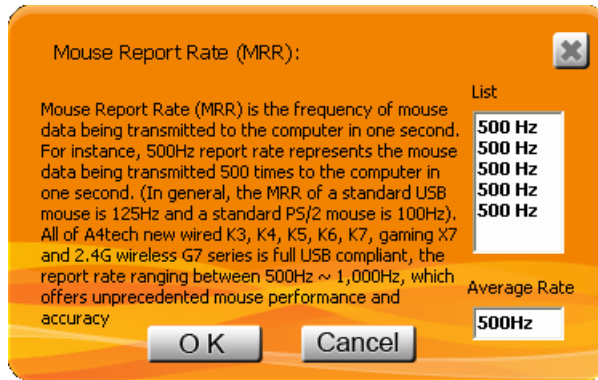 Mouse Report Rate (MRR):
Mouse Report Rate (MRR) is the frequency of mouse
data being transmitted to the computer in one second.
For instance, 500Hz report rate represents the mouse
data being transmitted 500 times to the computer in
one second. (In general, the MRR of a standard USB
mouse is 125Hz and a standard PS/2 mouse is 100Hz).
All of A4tech new wired K3, K4, K5, K6, K7, gaming X7
and 2.4G wireless G7 series is full USB compliant, the
report rate ranging between 500Hz ~ 1,000Hz, which
offers unprecedented mouse performance and
accuracy
List
500 Hz
500 Hz
500 Hz
500 Hz
500 Hz
Average Rate
500Hz
O K
Cancel